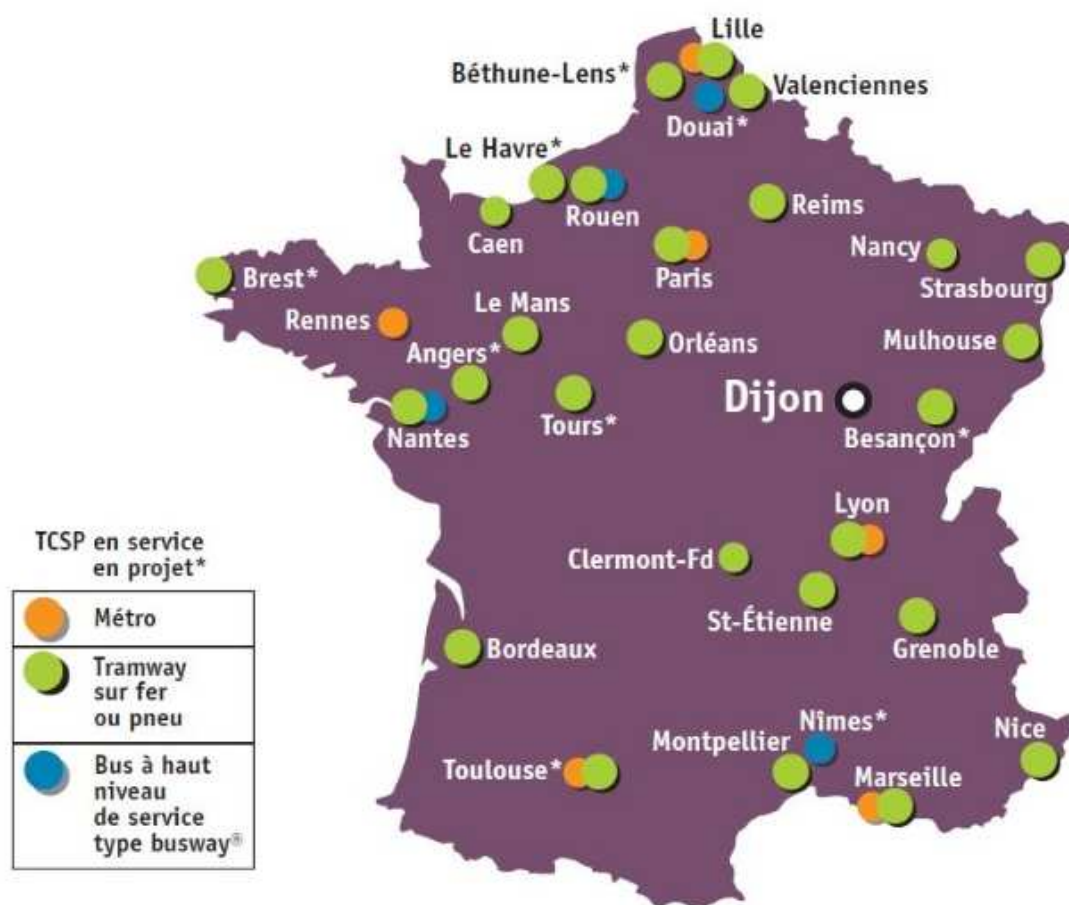 Lille
Béthune-Lens*
Valenciennes
Douai*
Le Havre*
Rouen
Reims
Caen
Nancy
Paris
Strasbourg
Brest*
Le Mans
Rennes
Orléans
Mulhouse
Angers*
Dijon
Tours*
Nantes
Besançon*
Lyon
Clermont-Fd
St-Étienne
Grenoble
Bordeaux
Nîmes*
Nice
Montpellier
Toulouse*
Marseille
TCSP en service
en projet*
Métro
Tramway
sur fer
ou pneu
Bus à haut
niveau
de service
type busway®